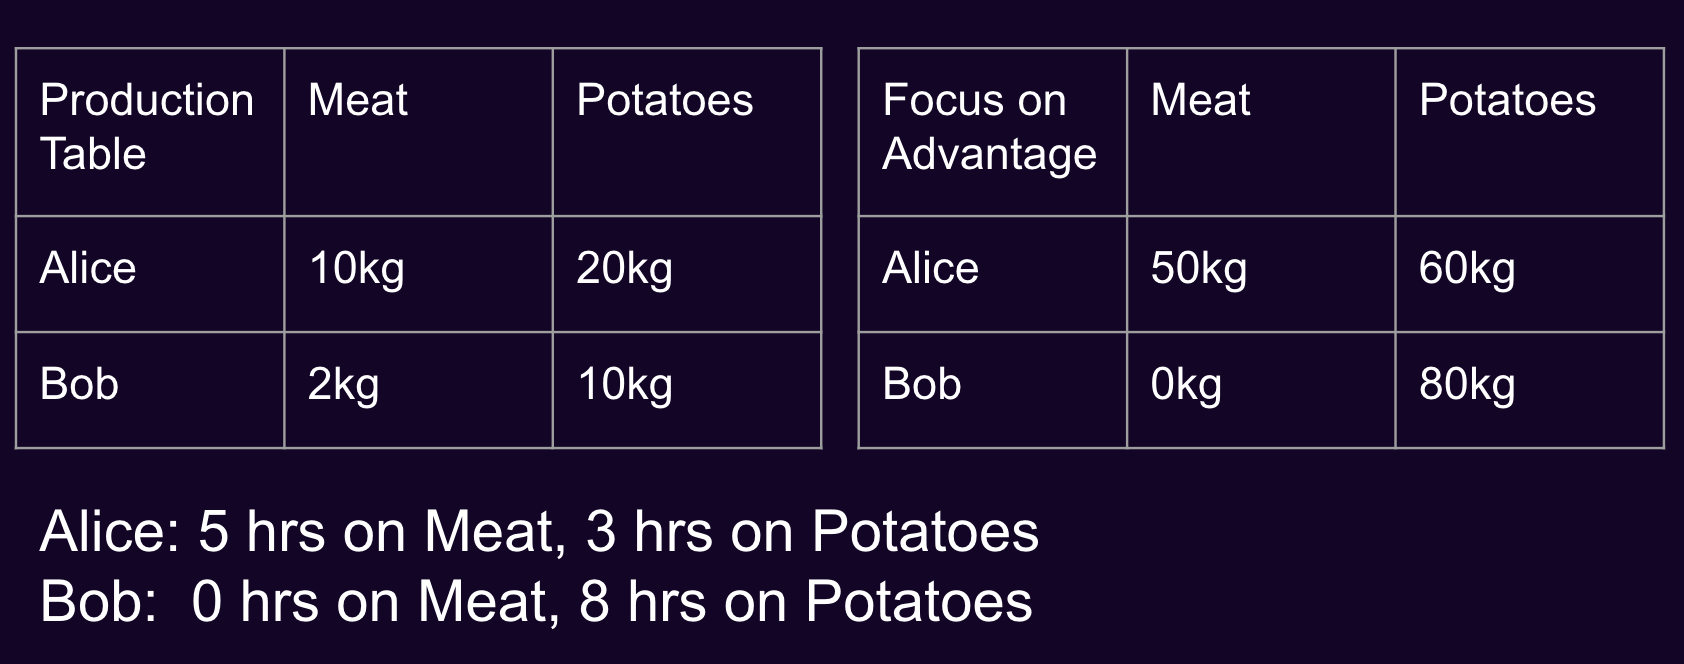 Production Table Meat Potatoes
Alice 10kg 20kg
Bob 2kg 10kg
Focus on Advantage Meat Potatoes
Alice 50kg 60kg
Bob 0kg 80kg
Alice: 5 hrs on Meat, 3 hrs on Potatoes
Bob: 0 hrs on Meat, 8 hrs on Potatoes